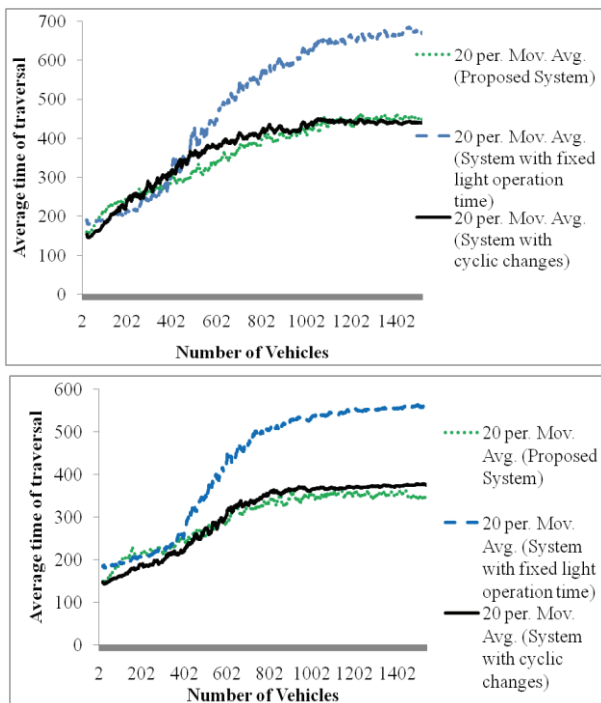 700
600
500
400
300
200
100
0
Average time of traversal
2 202 402 602 802 1002 1202 1402
Number of Vehicles
20 per. Mov. Avg.
(Proposed System)
20 per. Mov. Avg.
(System with fixed
light operation
time)
20 per. Mov. Avg.
(System with
cyclic changes)
600
500
400
300
200
100
0
Average time of traversal
2 202 402 602 802 1002 1202 1402
Number of Vehicles
20 per. Mov.
Avg. (Proposed
System)
20 per. Mov.
Avg. (System
with fixed light
operation time)
20 per. Mov.
Avg. (System
with cyclic
changes)